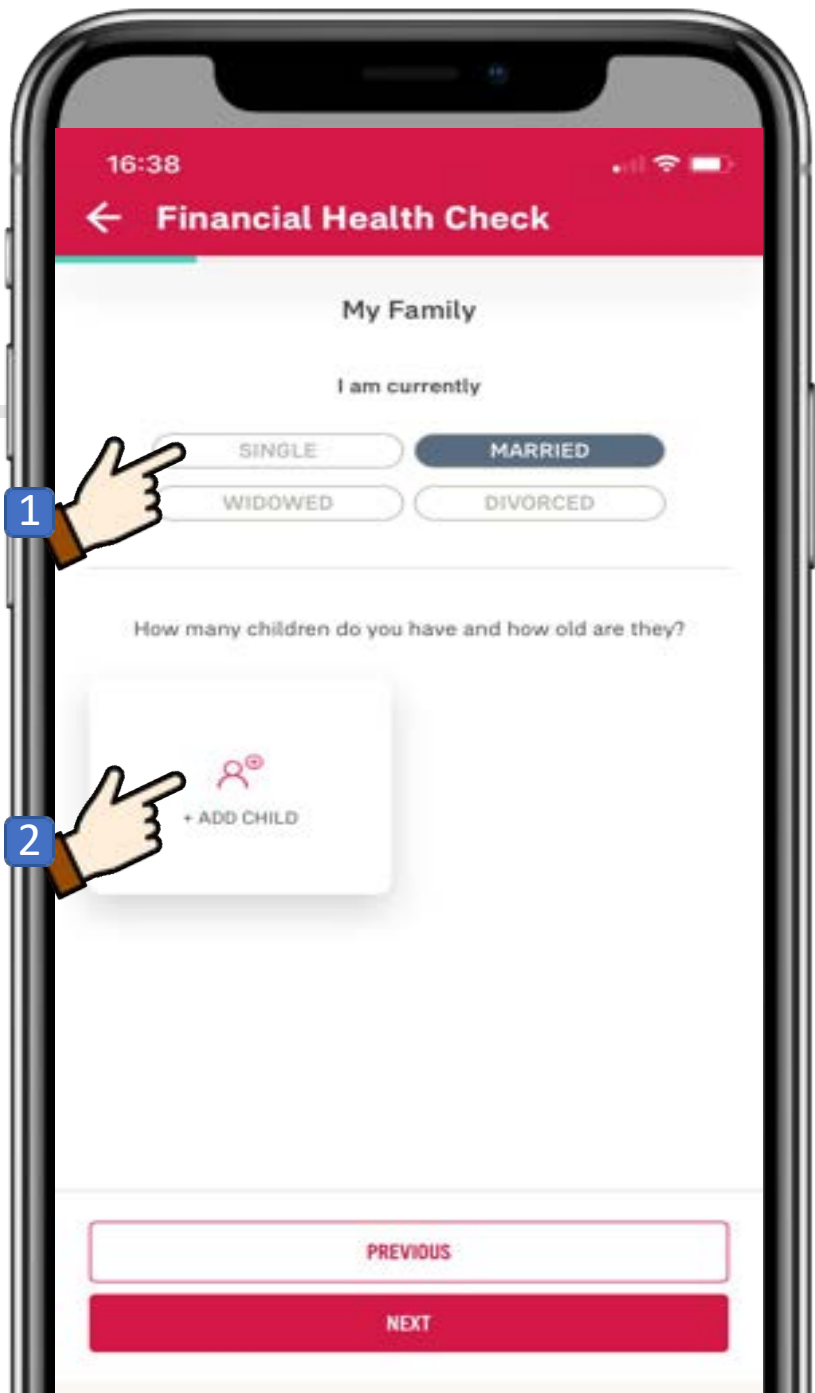 16:38
← Financial Health Check
My Family
I am currently
SINGLE MARRIED
1
WIDOWED DIVORCED
How many children do you have and how old are they?
2
+ ADD CHILD
PREVIOUS
NEXT